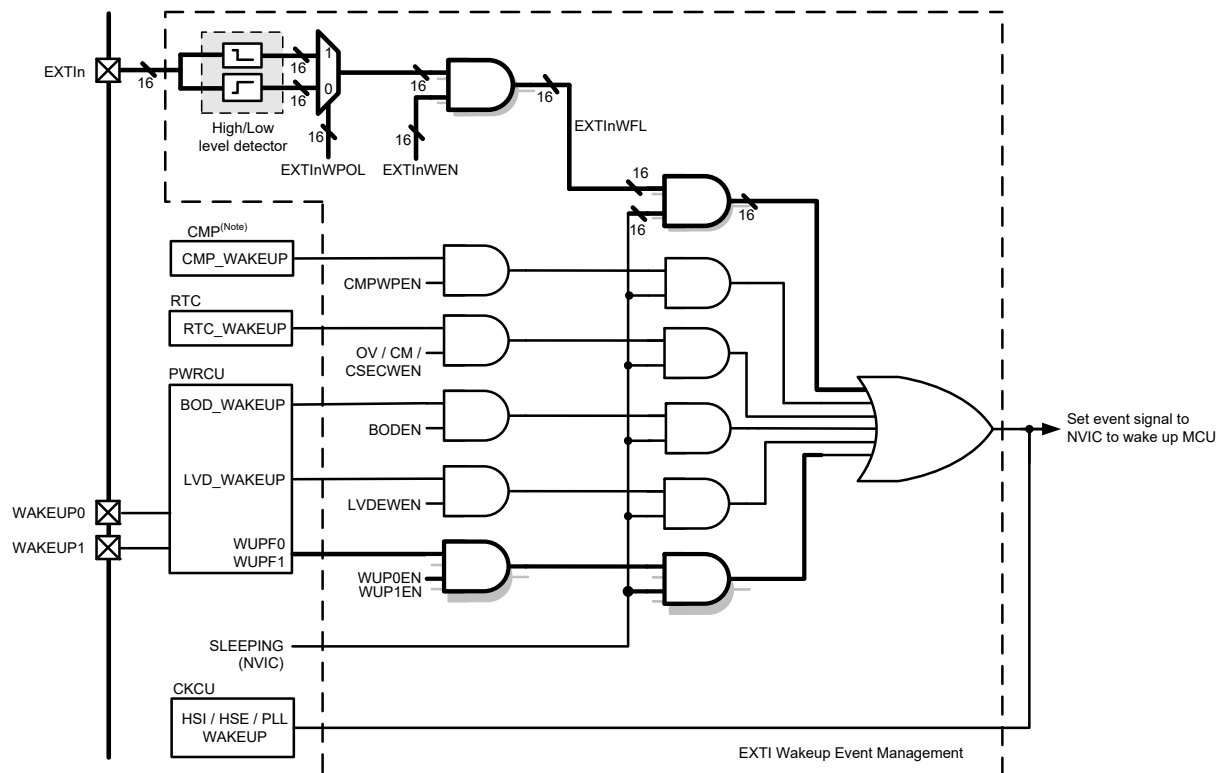 EXTIn
16
16
16
1
0
High/Low
level detector
16
EXTInWPOL
16
16
EXTInWEN
16
EXTInWFL
16
16
16
CMP(Note)
CMP_WAKEUP
CMPWPEN
RTC
RTC_WAKEUP
OV / CM /
CSECWEN
PWRCU
BOD_WAKEUP
BODEN
LVD_WAKEUP
LVDEWEN
WAKEUP0
WAKEUP1
WUPF0
WUPF1
WUP0EN
WUP1EN
Set event signal to
NVIC to wake up MCU
SLEEPING
(NVIC)
CKCU
HSI / HSE / PLL
WAKEUP
EXTI Wakeup Event Management